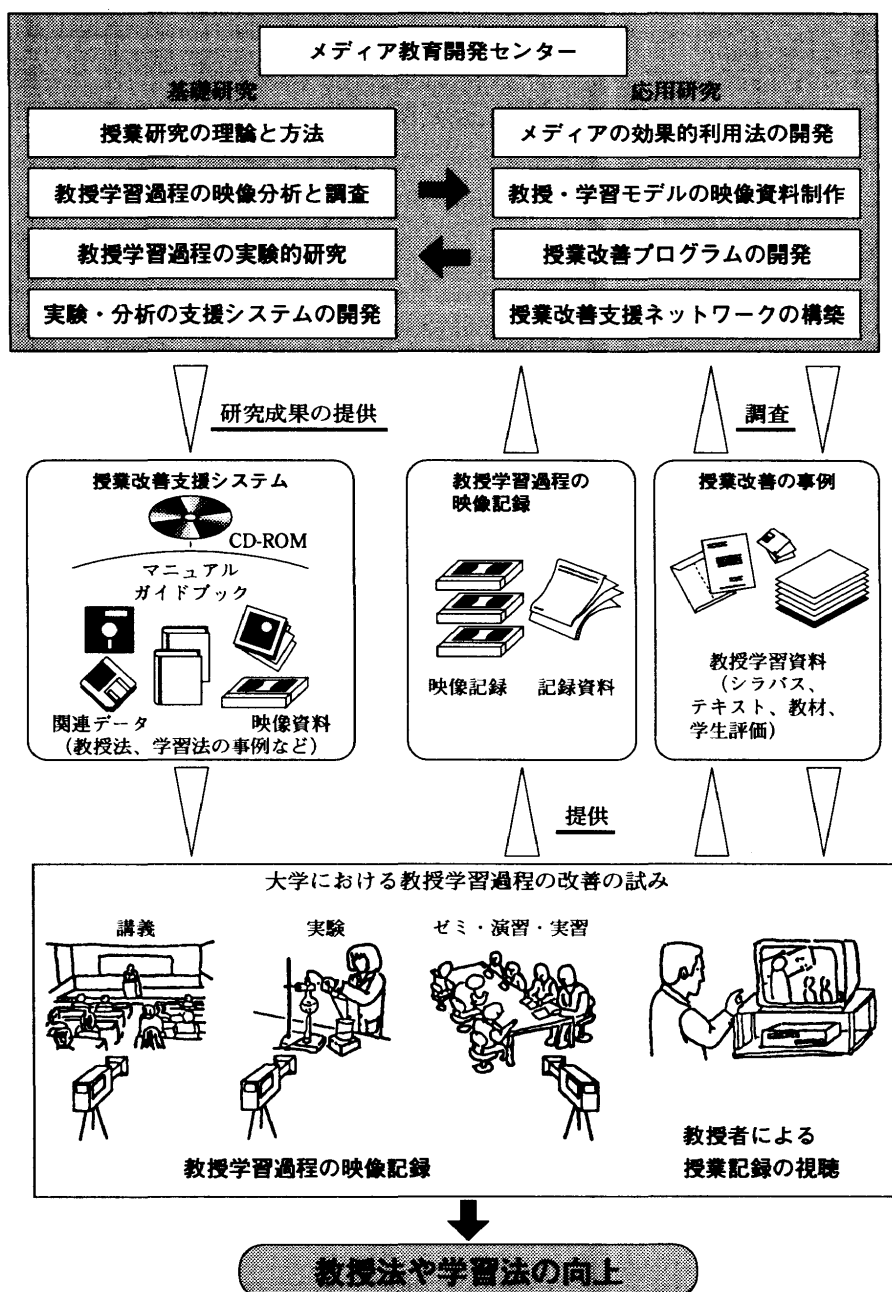 メディア教育開発センター
基礎研究
応用研究
授業研究の理論と方法
メディアの効果的利用法の開発
教授学習過程の映像分析と調査
教授・学習モデルの映像資料制作
教授学習過程の実験的研究
授業改善プログラムの開発
実験・分析の支援システムの開発
授業改善支援ネットワークの構築
研究成果の提供
調査
授業改善支援システム
CD-ROM
マニュアル
ガイドブック
関連データ
映像資料
(教授法、学習法の事例など)
教授学習過程の
映像記録
映像記録
記録資料
授業改善の事例
教授学習資料
(シラバス、
テキスト、教材、
学生評価)
提供
大学における教授学習過程の改善の試み
講義
実験
ゼミ・演習・実習
教授学習過程の映像記録
教授者による
授業記録の視聴
教授法や学習法の向上